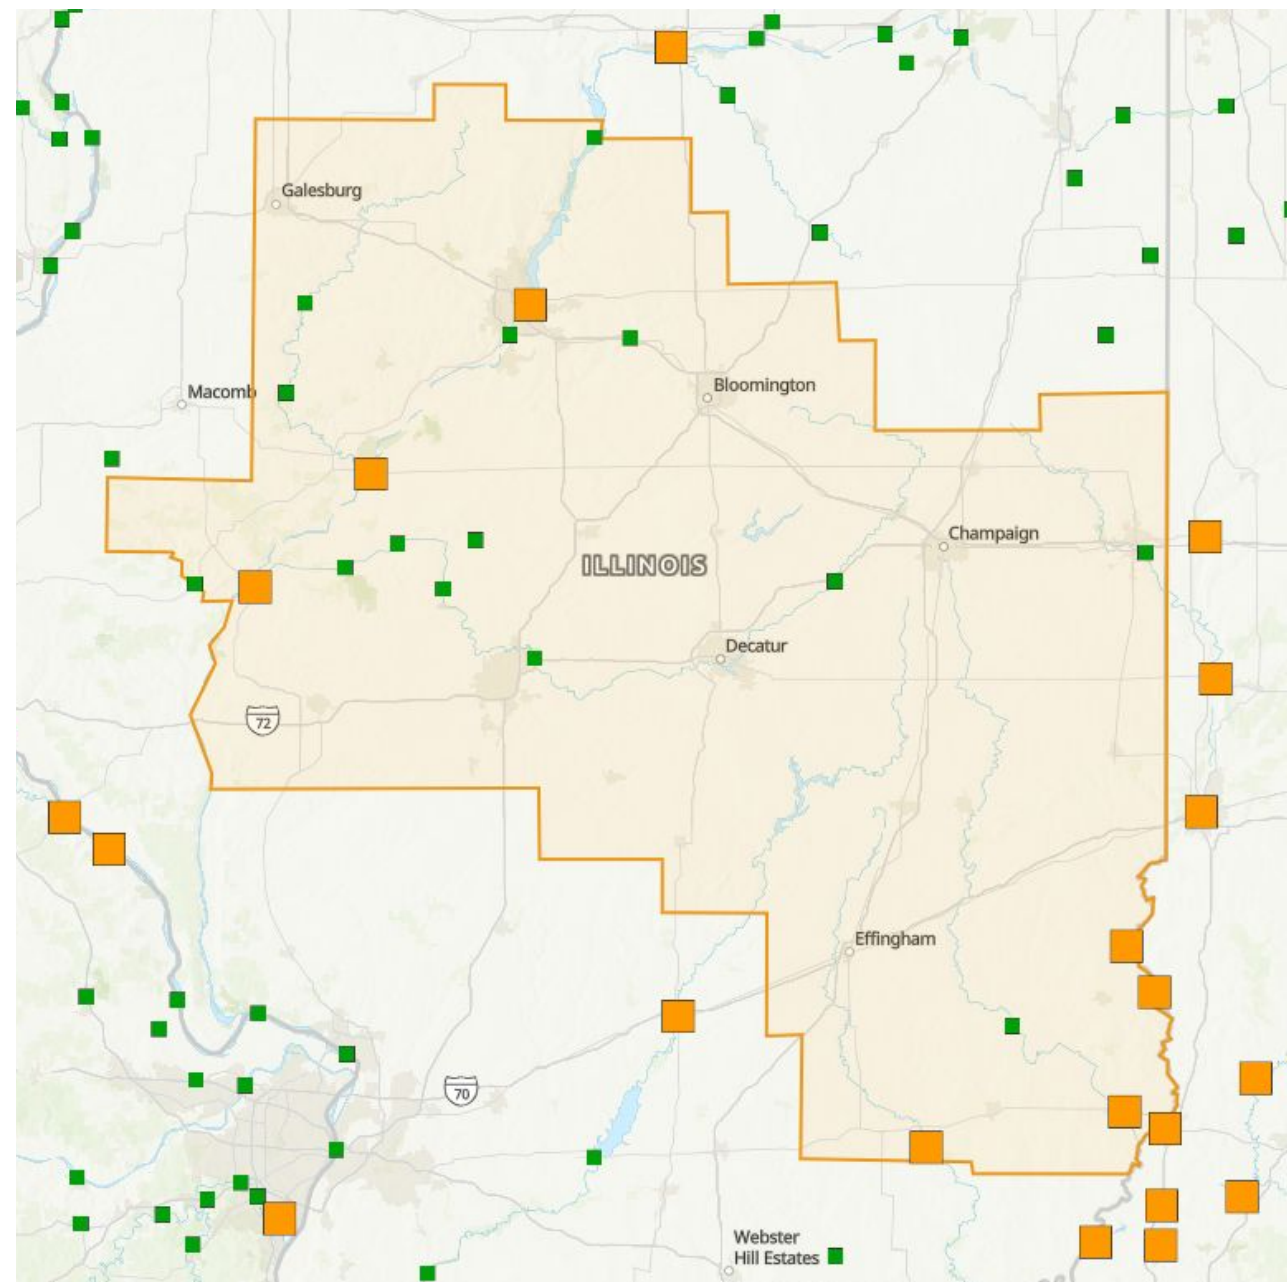 Galesburg
Macomb
Bloomington
Champaign
ILLINOIS
Decatur
72
Effingham
70
Webster
Hill Estates